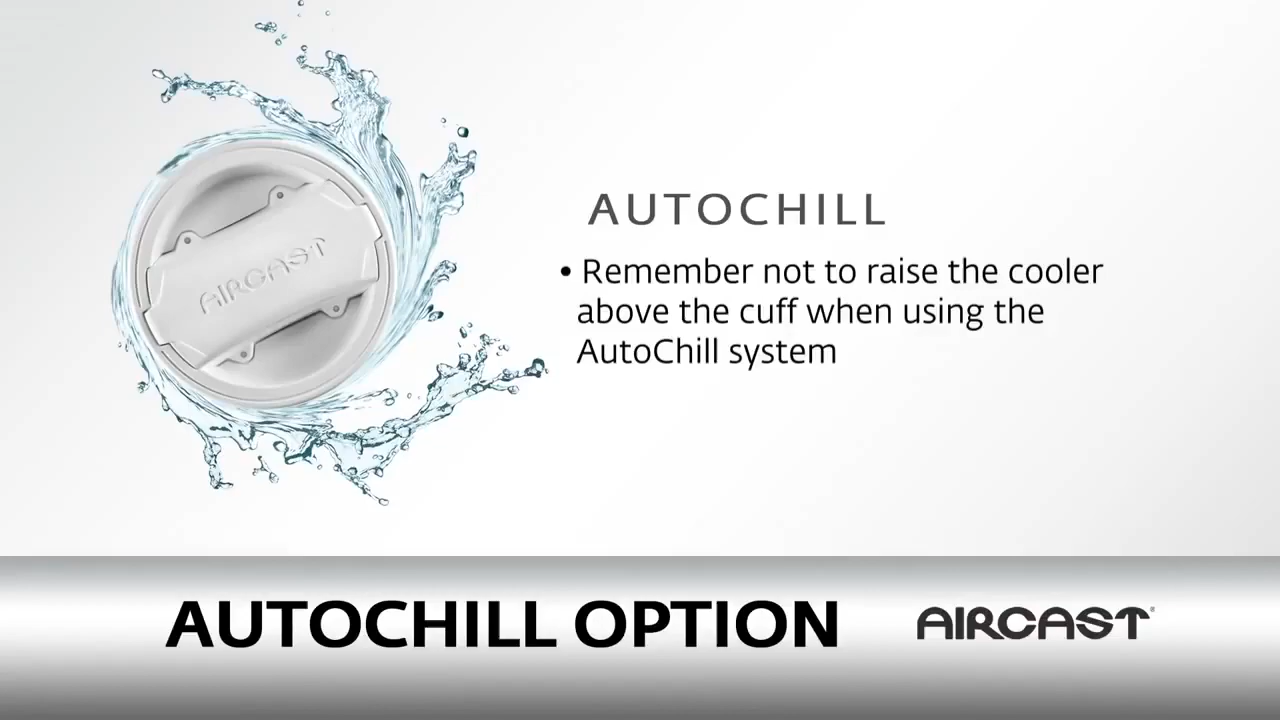 AIRCAST
AUTOCHILL
• Remember not to raise the cooler
above the cuff when using the
AutoChill system
AUTOCHILL OPTION
AIRCAST®